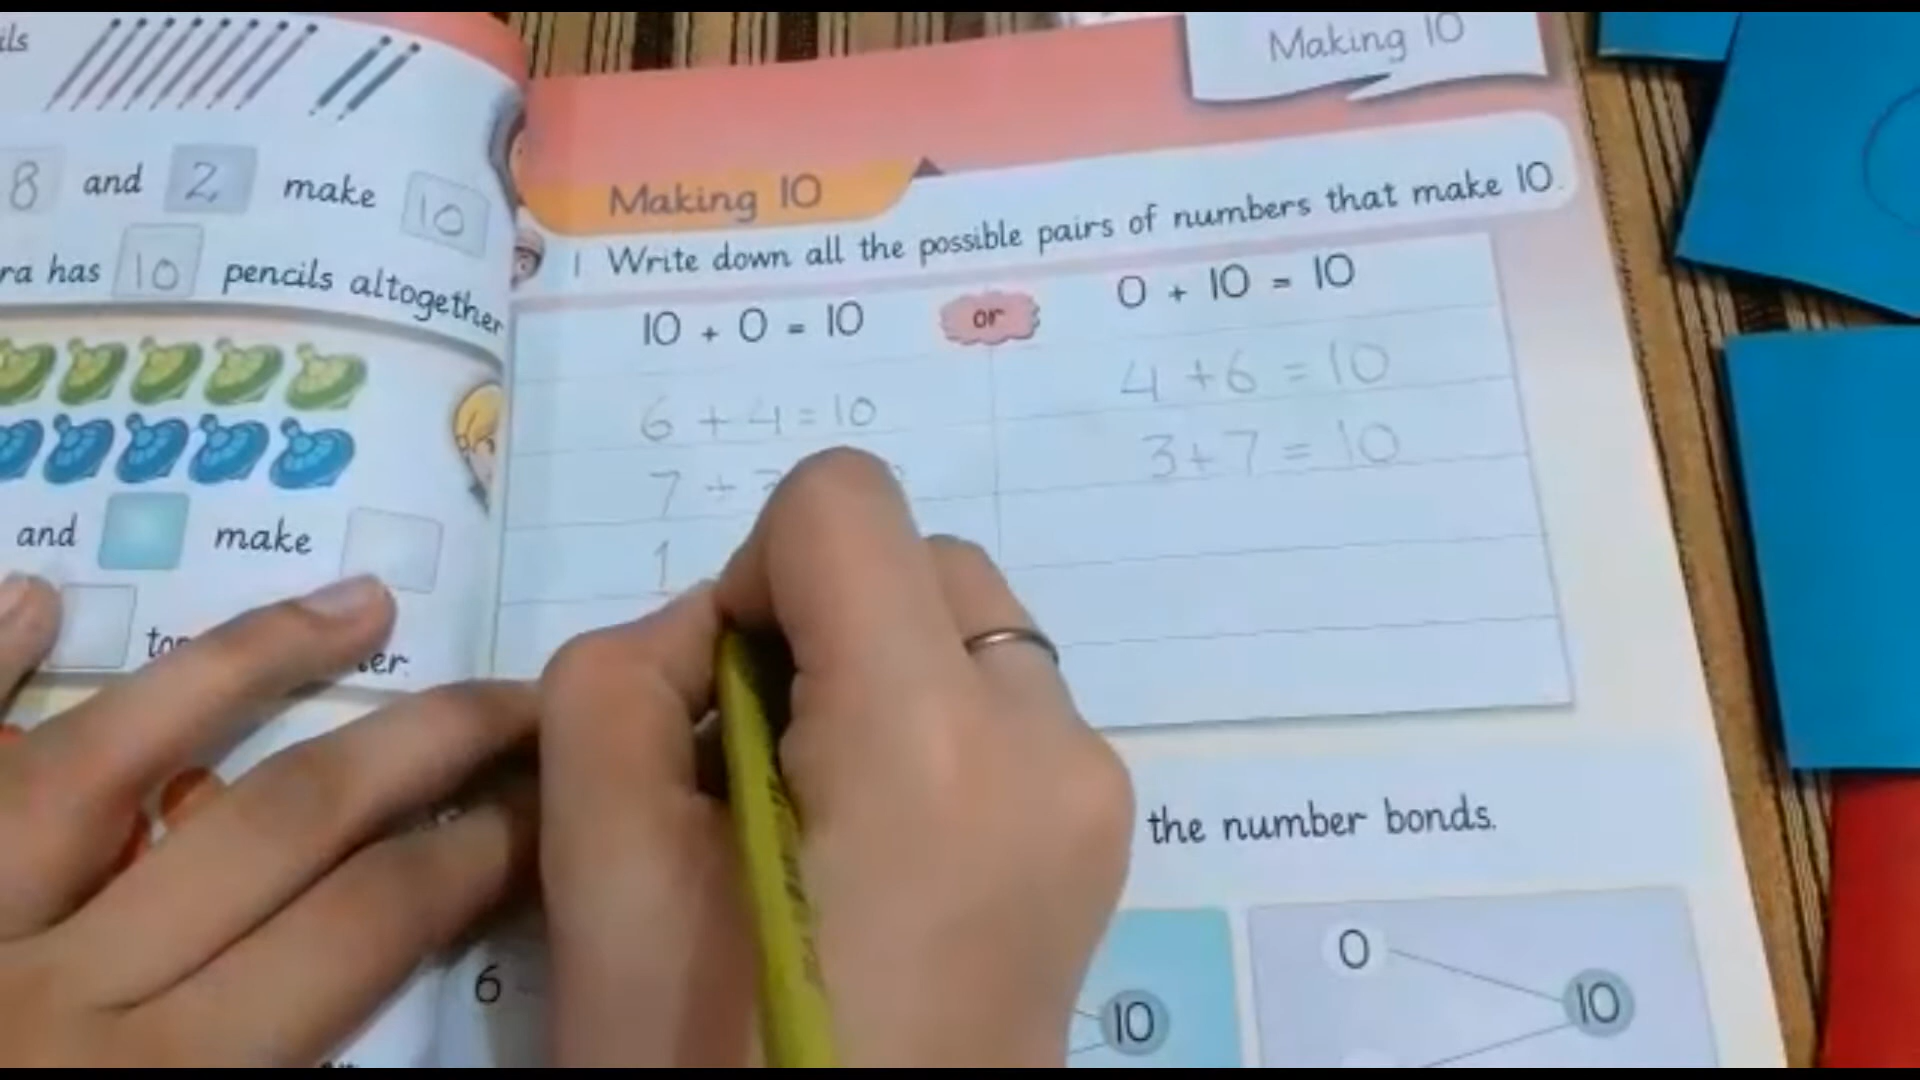 ils
8 and 2 make 10
ra has 10 pencils altogether
and make
er.
Making 10
Making 10
1 Write down all the possible pairs of numbers that make 10.
10 + 0 = 10 or 0 + 10 = 10
6 + 4 = 10 4 + 6 = 10
7 + 3+7 = 10
1
the number bonds.
6 10
0 10